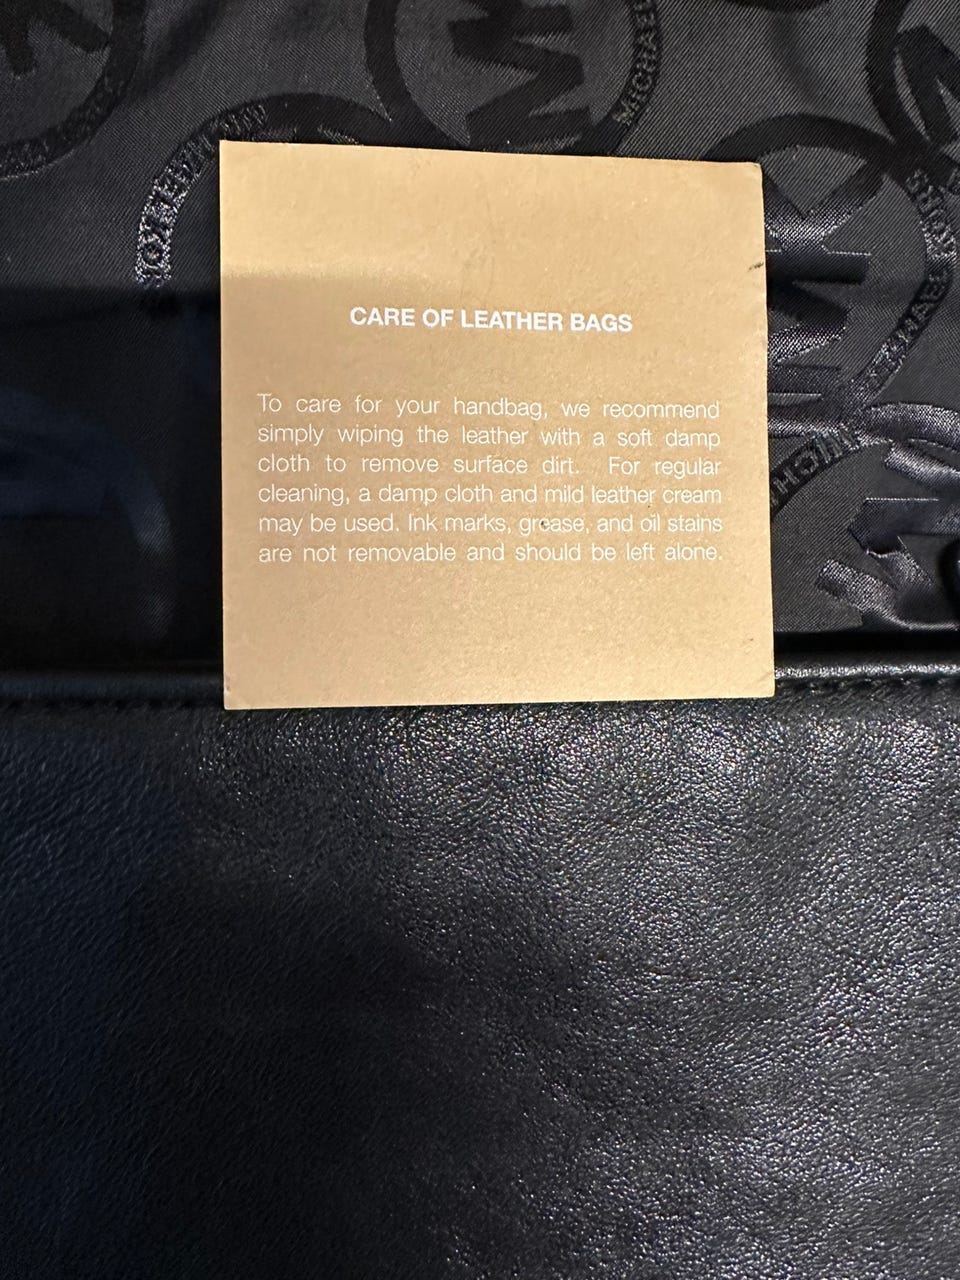 MICHAEL
CARE OF LEATHER BAGS
To care for your handbag, we recommend
simply wiping the leather with a soft damp
cloth to remove surface dirt. For regular
cleaning, a damp cloth and mild leather cream
may be used. Ink marks, grease, and oil stains
are not removable and should be left alone.